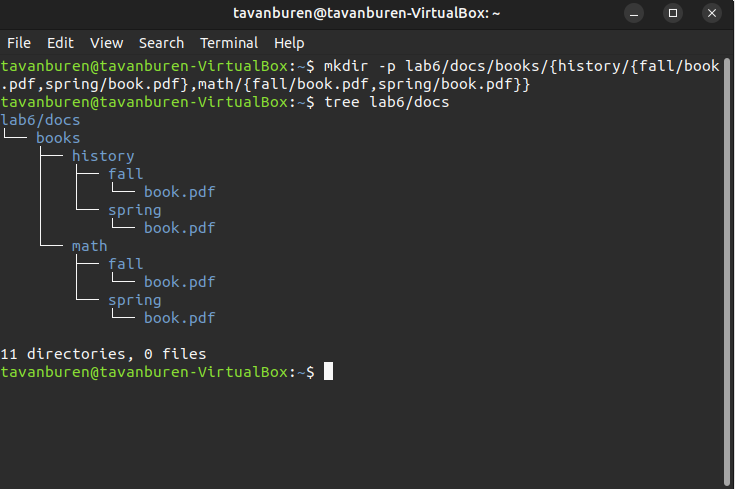 tavanburen@tavanburen-VirtualBox: ~
File Edit View Search Terminal Help
tavanburen@tavanburen-VirtualBox:~$ mkdir -p lab6/docs/books/{history/{fall/book
.pdf,spring/book.pdf},math/{fall/book.pdf,spring/book.pdf}}
tavanburen@tavanburen-VirtualBox:~$ tree lab6/docs
lab6/docs
└── books
    ├── history
    │   ├── fall
    │   │   └── book.pdf
    │   └── spring
    │       └── book.pdf
    └── math
        ├── fall
        │   └── book.pdf
        └── spring
            └── book.pdf
11 directories, 0 files
tavanburen@tavanburen-VirtualBox:~$